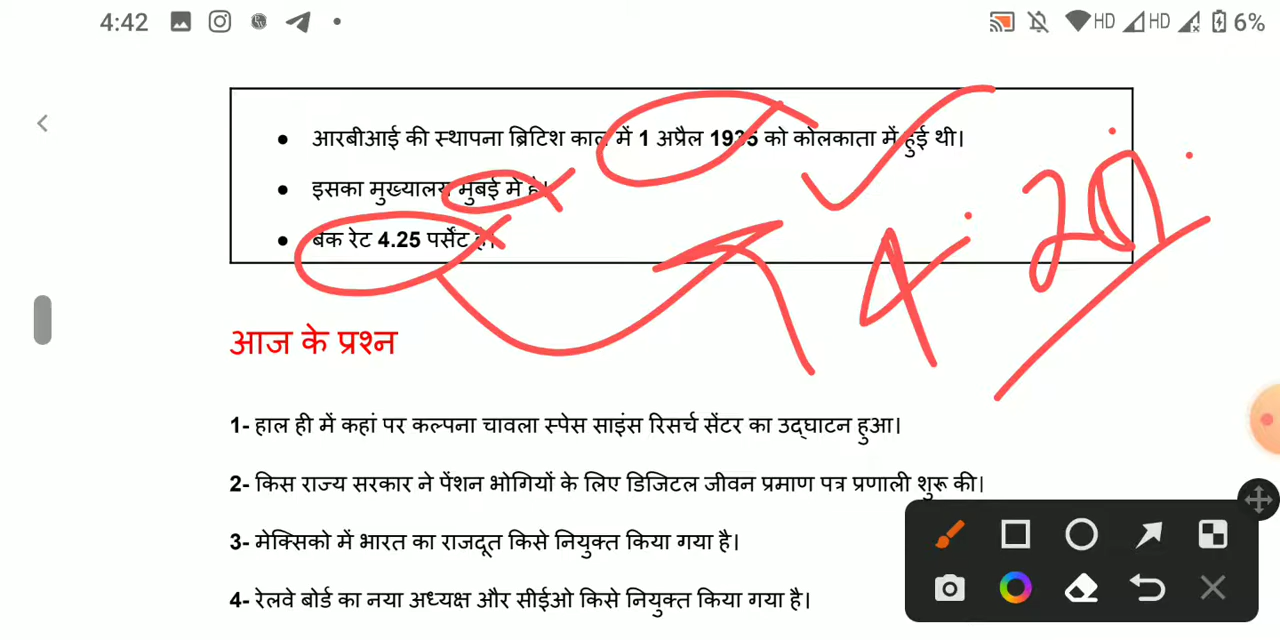 4:42 HD HD 6%
आरबीआई की स्थापना ब्रिटिश काल में 1 अप्रैल 1935 को कोलकाता में हुई थी।
इसका मुख्यालय मुंबई में है।
बैंक रेट 4.25 पर्सेंट है।
4. 20.
आज के प्रश्न
1- हाल ही में कहां पर कल्पना चावला स्पेस साइंस रिसर्च सेंटर का उद्घाटन हुआ।
2- किस राज्य सरकार ने पेंशन भोगियों के लिए डिजिटल जीवन प्रमाण पत्र प्रणाली शुरू की।
3- मेक्सिको में भारत का राजदूत किसे नियुक्त किया गया है।
4- रेलवे बोर्ड का नया अध्यक्ष और सीईओ किसे नियुक्त किया गया है।